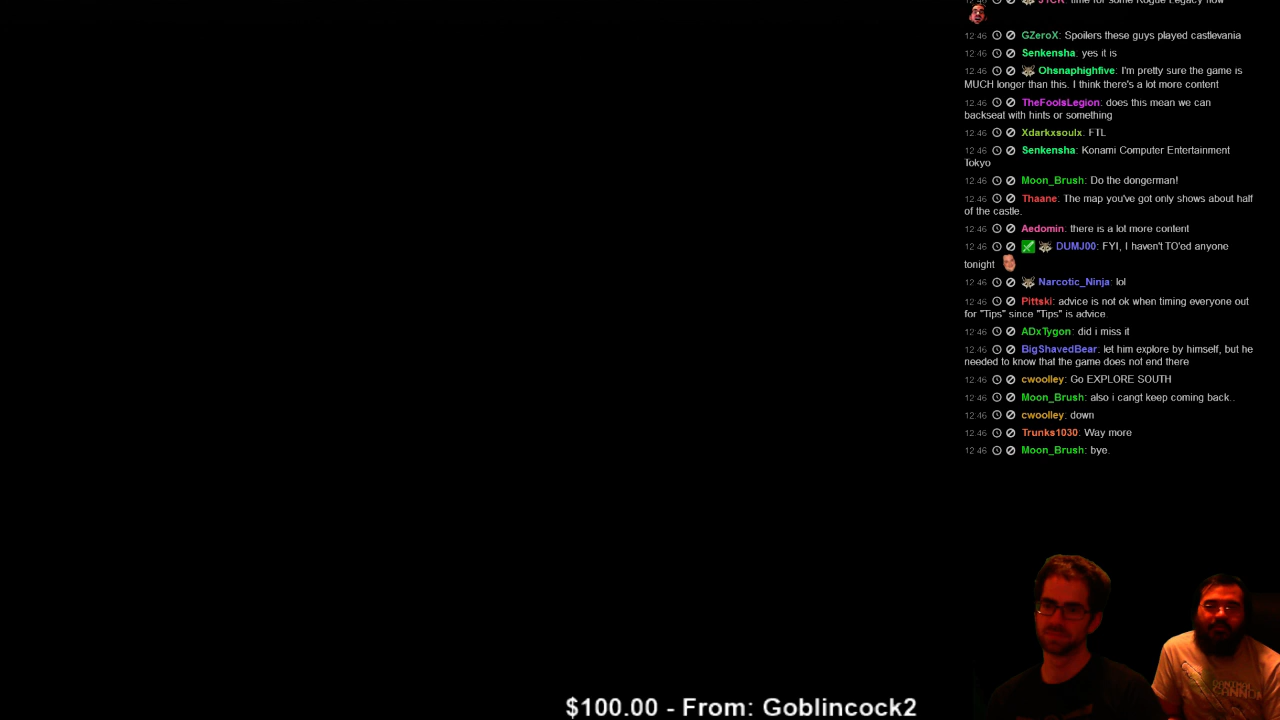 12:46 GZeroX: Spoilers these guys played castlevania
12:46 Senkensha: yes it is
12:46 Ohsnaphighfive: I'm pretty sure the game is
MUCH longer than this. I think there's a lot more content
12:46 TheFoolsLegion: does this mean we can
backseat with hints or something
12:46 Xdarkxsoulx: FTL
12:46 Senkensha: Konami Computer Entertainment
Tokyo
12:46 Moon_Brush: Do the dongerman!
12:46 Thaane: The map you've got only shows about half
of the castle.
12:46 Aedomin: there is a lot more content
12:46 DUMJ00: FYI, I haven't TO'ed anyone
tonight
12:46 Narcotic_Ninja: lol
12:46 Pittski: advice is not ok when timing everyone out
for "Tips" since "Tips" is advice.
12:46 ADxTygon: did i miss it
12:46 BigShavedBear: let him explore by himself, but he
needed to know that the game does not end there
12:46 cwoolley: Go EXPLORE SOUTH
12:46 Moon_Brush: also i cangt keep coming back..
12:46 cwoolley: down
12:46 Trunks1030: Way more
12:46 Moon_Brush: bye.
$100.00 - From: Goblincock2